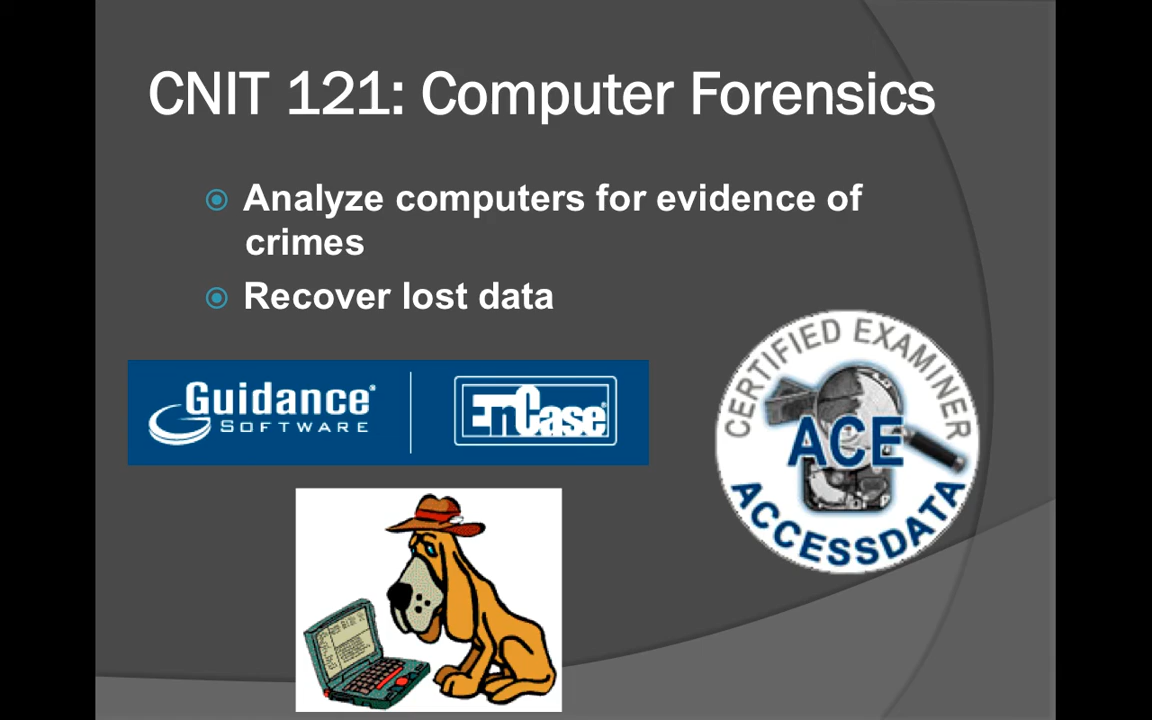 CNIT 121: Computer Forensics
Analyze computers for evidence of
crimes
Recover lost data
Guidance®
SOFTWARE
EnCase®
CERTIFIED EXAMINER
ACE
ACCESSDATA